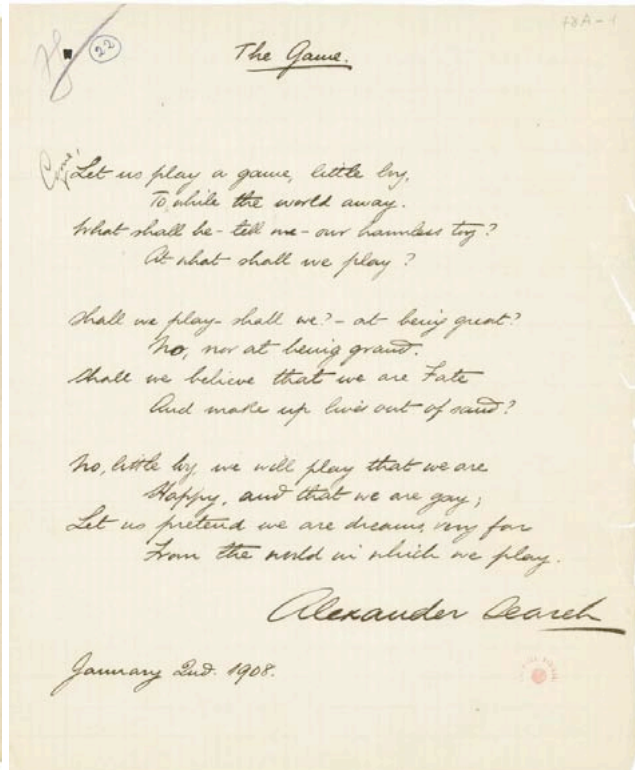 78A-1
22
The Game.
Come,
Let us play a game, little boy,
To while the world away.
What shall be - tell me - our harmless toy?
At what shall we play?
Shall we play - shall we? - at being great?
No, nor at being grand.
Shall we believe that we are Fate
And make up lives out of sand?
No, little boy, we will play that we are
Happy, and that we are gay;
Let us pretend we are dreams, very far
From the world in which we play.
Alexander Search
January 2nd. 1908.